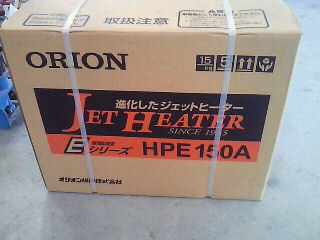 取扱注意
ORION
15
kg
5
進化したジェットヒーター
JET HEATER
SINCE 1965
Eシリーズ HPE150A
オリオン機械株式会社